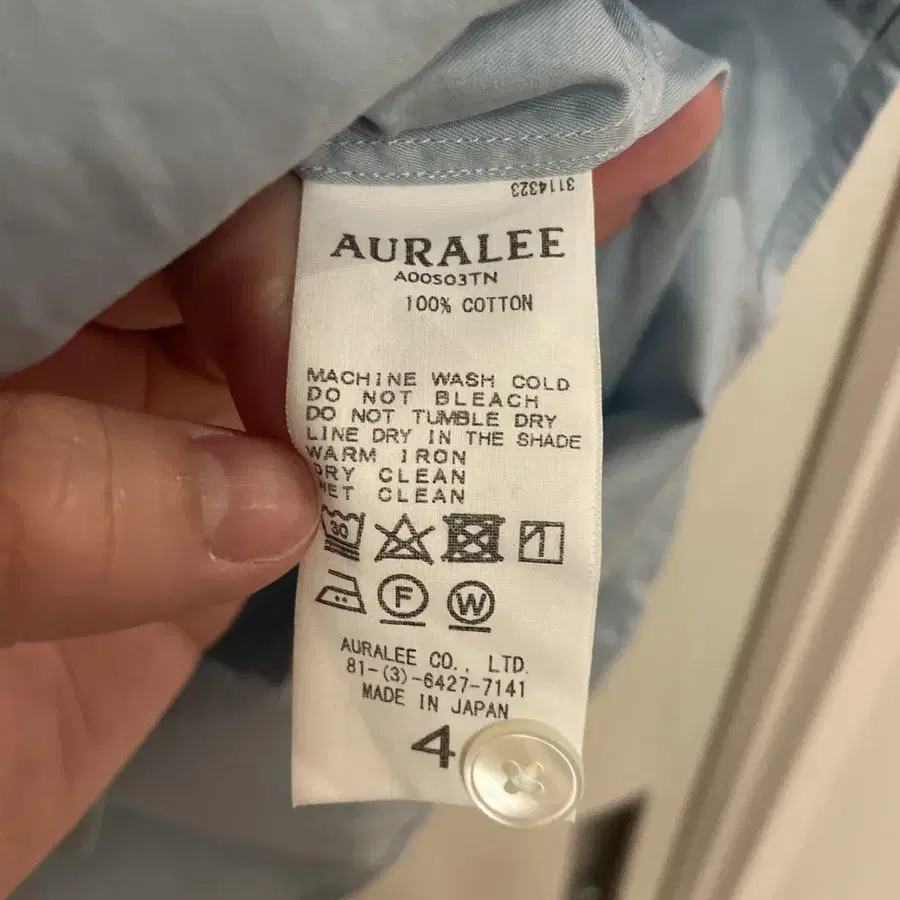 3114323
AURALEE
A00S03TN
100% COTTON
MACHINE WASH COLD
DO NOT BLEACH
DO NOT TUMBLE DRY
LINE DRY IN THE SHADE
WARM IRON
DRY CLEAN
WET CLEAN
30
F
W
AURALEE CO., LTD.
81-(3)-6427-7141
MADE IN JAPAN
4